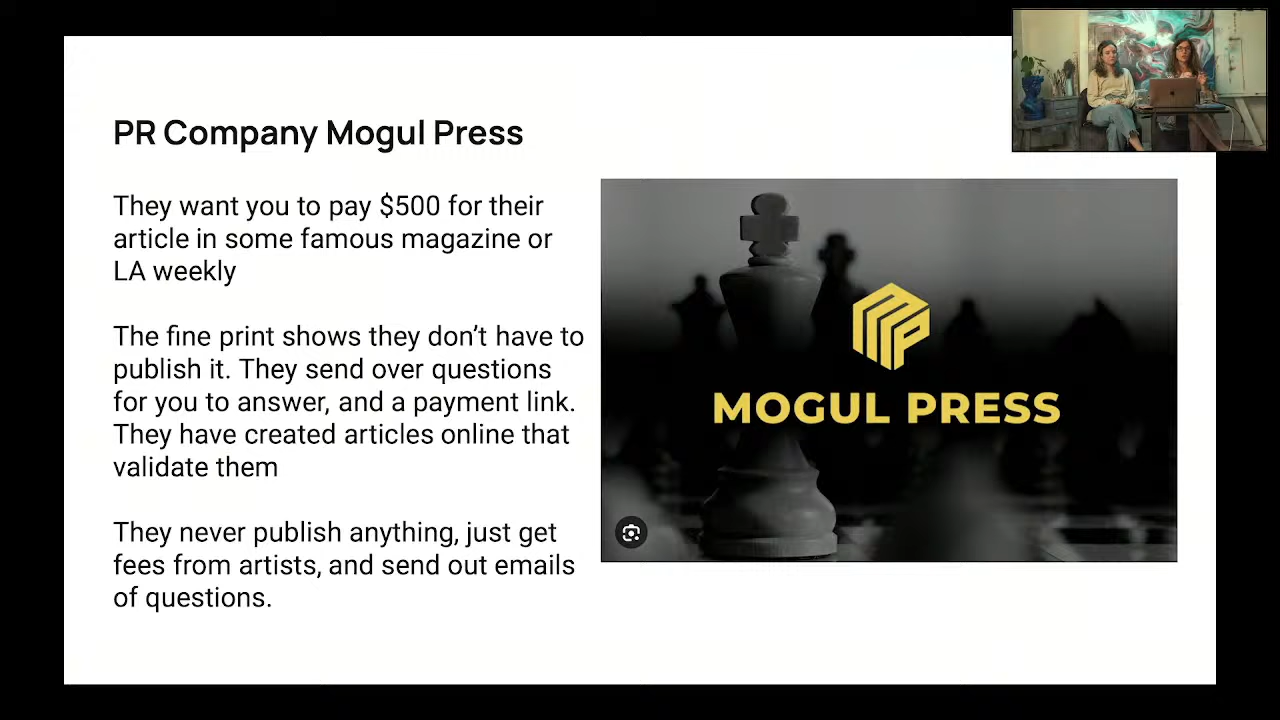 PR Company Mogul Press
They want you to pay $500 for their
article in some famous magazine or
LA weekly
The fine print shows they don’t have to
publish it. They send over questions
for you to answer, and a payment link.
They have created articles online that
validate them
They never publish anything, just get
fees from artists, and send out emails
of questions.
MP
MOGUL PRESS